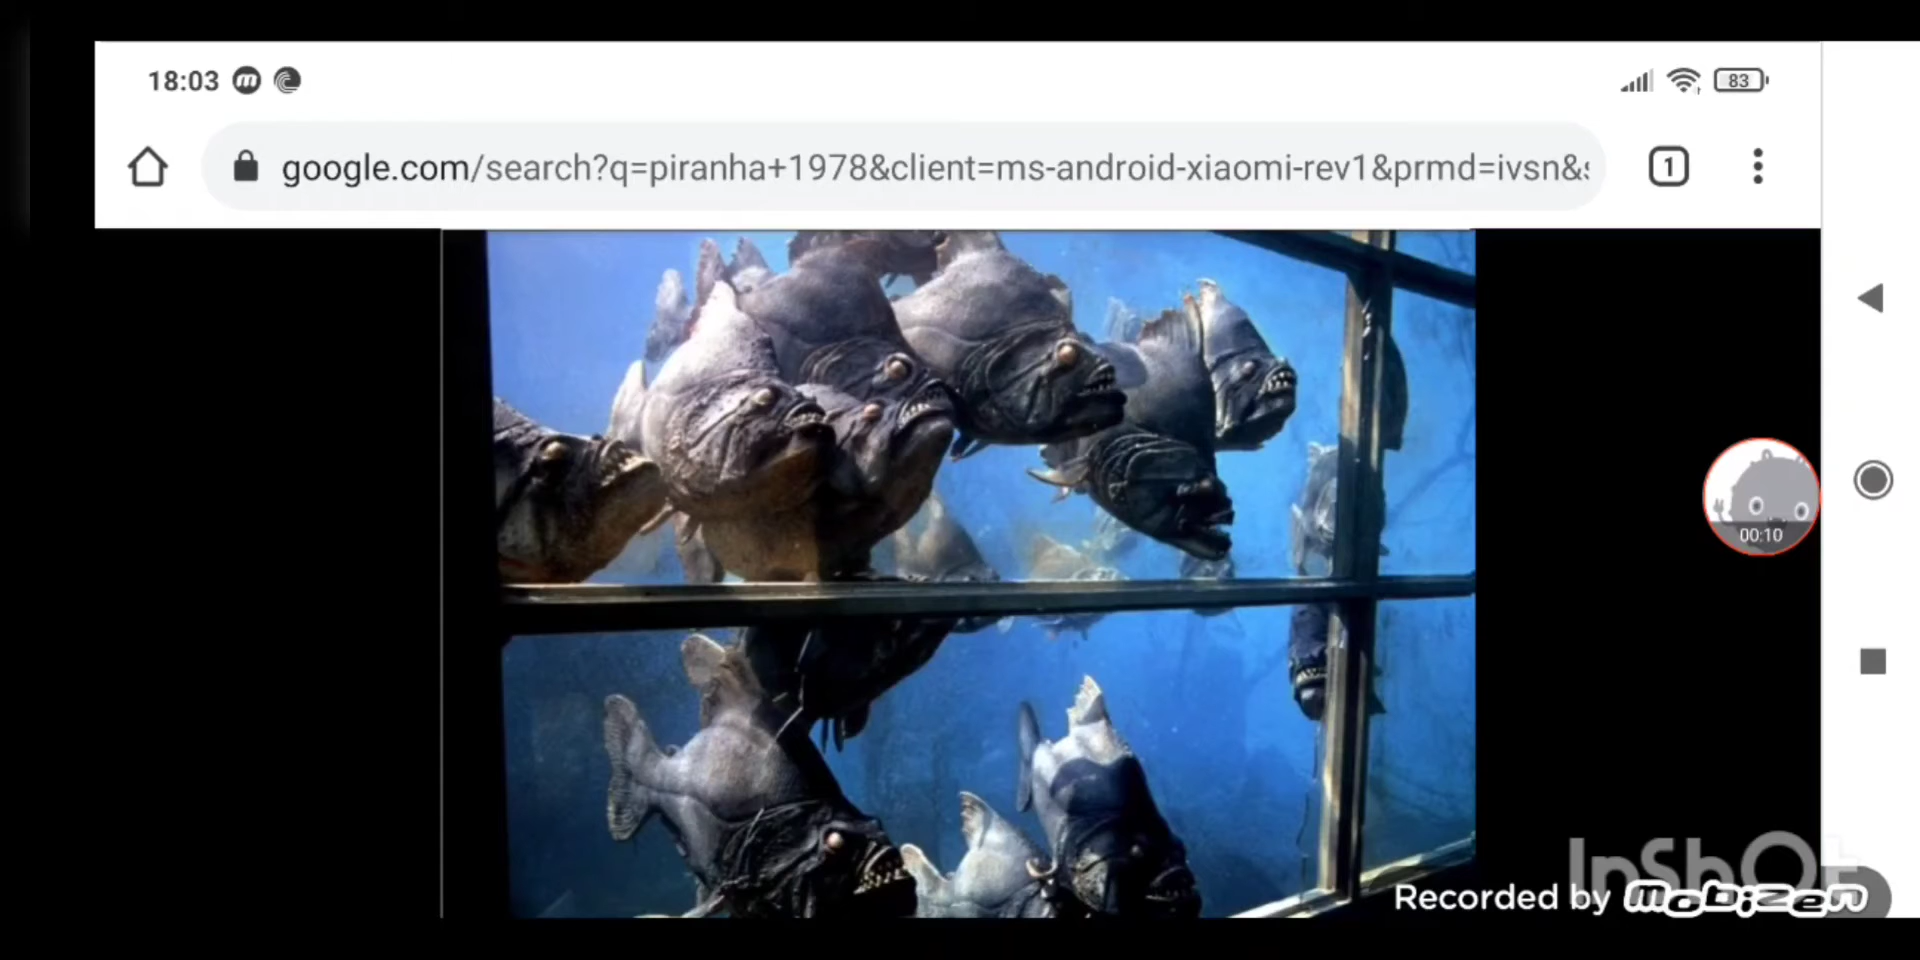 18:03
83
google.com/search?q=piranha+1978&client=ms-android-xiaomi-rev1&prmd=ivsn&s
1
00:10
InShOt
Recorded by mobizen